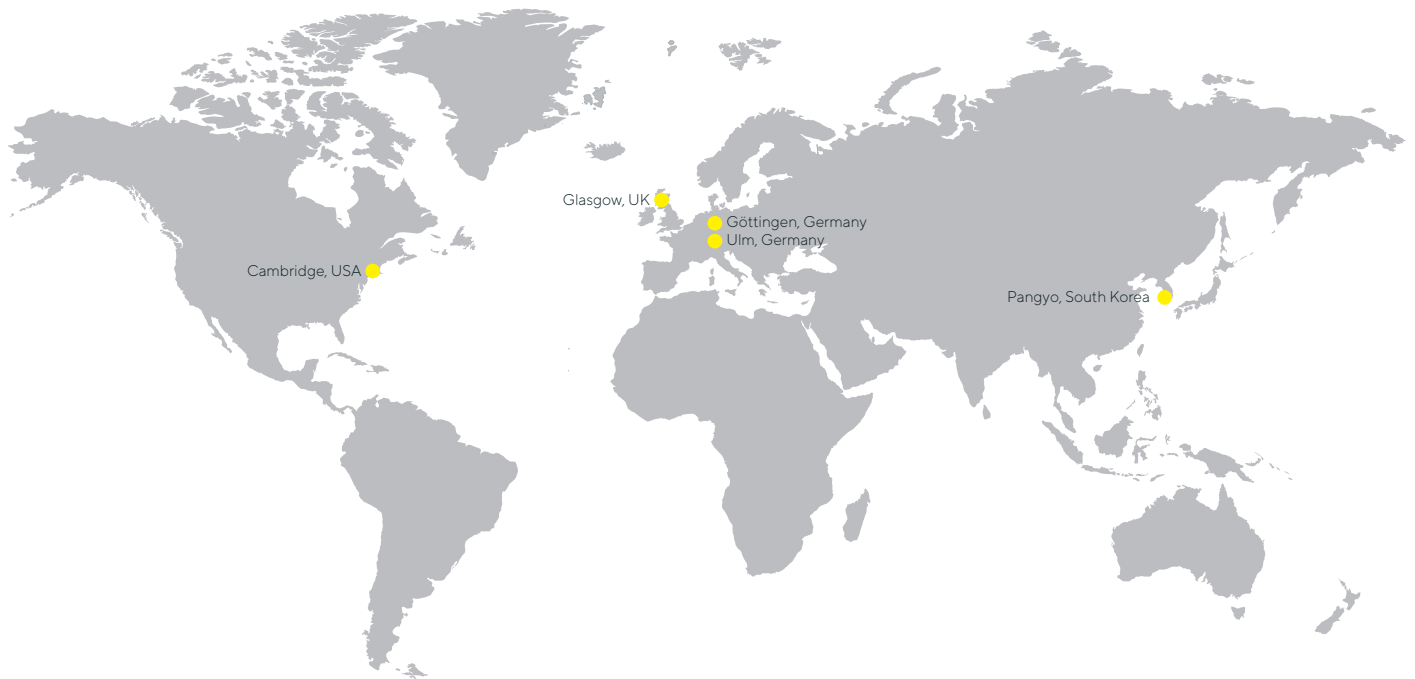 Glasgow, UK
Göttingen, Germany
Ulm, Germany
Cambridge, USA
Pangyo, South Korea